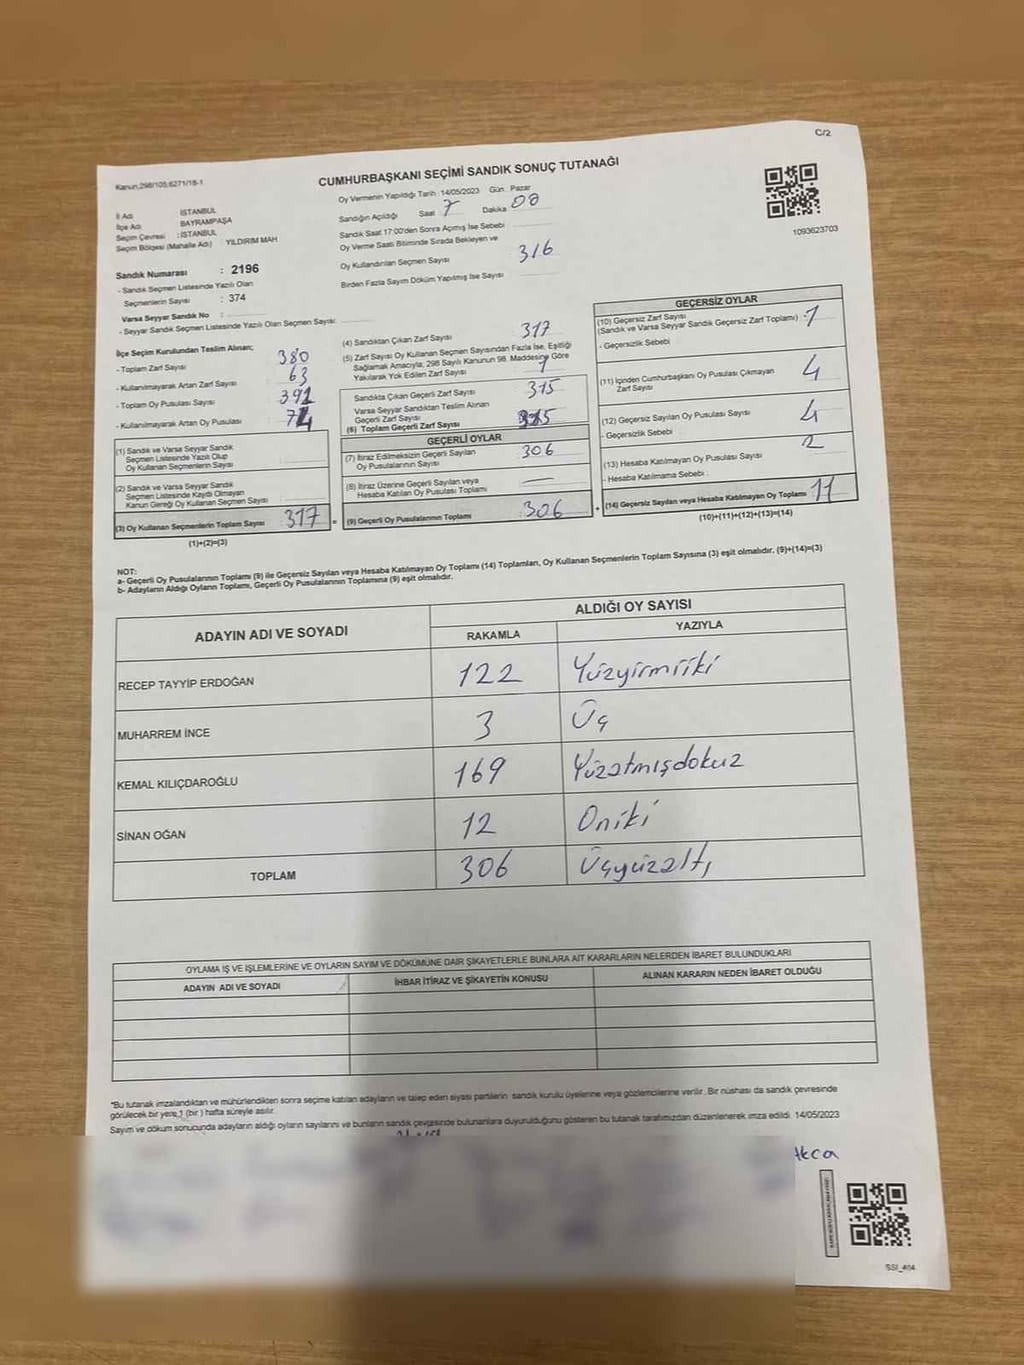 C/2
Kanun,298/105;6271/18-1
CUMHURBAŞKANI SEÇİMİ SANDIK SONUÇ TUTANAĞI
Oy Vermenin Yapıldığı Tarih :14/05/2023 Gün : Pazar
İl Adı : İSTANBUL
İlçe Adı : BAYRAMPAŞA
Seçim Çevresi : İSTANBUL
Seçim Bölgesi (Mahalle Adı) YILDIRIM MAH
Sandığın Açıldığı Saat 7 Dakika 00
Sandık Saat 17:00'den Sonra Açılmış İse Sebebi
Oy Verme Saati Bitiminde Sırada Bekleyen ve
Oy Kullandırılan Seçmen Sayısı 316
Birden Fazla Sayım Döküm Yapılmış İse Sayısı
1093623703
Sandık Numarası : 2196
- Sandık Seçmen Listesinde Yazılı Olan
Seçmenlerin Sayısı : 374
Varsa Seyyar Sandık No :
- Seyyar Sandık Seçmen Listesinde Yazılı Olan Seçmen Sayısı:
İlçe Seçim Kurulundan Teslim Alınan;
- Toplam Zarf Sayısı 380
- Kullanılmayarak Artan Zarf Sayısı 63
- Toplam Oy Pusulası Sayısı
- Kullanılmayarak Artan Oy Pusulası
(1) Sandık ve Varsa Seyyar Sandık
Seçmen Listesinde Yazılı Olup
Oy Kullanan Seçmenlerin Sayısı :
(2) Sandık ve Varsa Seyyar Sandık
Seçmen Listesinde Kaydı Olmayan
Kanun Gereği Oy Kullanan Seçmen Sayısı :
(3) Oy Kullanan Seçmenlerin Toplam Sayısı 317 =
(1)+(2)=(3)
(4) Sandıktan Çıkan Zarf Sayısı 317
(5) Zarf Sayısı Oy Kullanan Seçmen Sayısından Fazla İse, Eşitliği
Sağlamak Amacıyla, 298 Sayılı Kanunun 98. Maddesine Göre
Yakılarak Yok Edilen Zarf Sayısı 1
Sandıkta Çıkan Geçerli Zarf Sayısı 315
Varsa Seyyar Sandıktan Teslim Alınan
Geçerli Zarf Sayısı
(6) Toplam Geçerli Zarf Sayısı
GEÇERLİ OYLAR
(7) İtiraz Edilmeksizin Geçerli Sayılan
Oy Pusulasının Sayısı 306
(8) İtiraz Üzerine Geçerli Sayılan veya
Hesaba Katılan Oy Pusulası Toplamı —
(9) Geçerli Oy Pusulalarının Toplamı 306 +
GEÇERSİZ OYLAR
(10) Geçersiz Zarf Sayısı
(Sandık ve Varsa Seyyar Sandık Geçersiz Zarf Toplamı) : 1
- Geçersizlik Sebebi
(11) İçinden Cumhurbaşkanı Oy Pusulası Çıkmayan
Zarf Sayısı 4
(12) Geçersiz Sayılan Oy Pusulası Sayısı 4
- Geçersizlik Sebebi
(13) Hesaba Katılmayan Oy Pusulası Sayısı 2
- Hesaba Katılmama Sebebi :
(14) Geçersiz Sayılan veya Hesaba Katılmayan Oy Toplamı 11
(10)+(11)+(12)+(13)=(14)
NOT:
a- Geçerli Oy Pusulalarının Toplamı (9) ile Geçersiz Sayılan veya Hesaba Katılmayan Oy Toplamı (14) Toplamları, Oy Kullanan Seçmenlerin Toplam Sayısına (3) eşit olmalıdır. (9)+(14)=(3)
b- Adayların Aldığı Oyların Toplamı, Geçerli Oy Pusulalarının Toplamına (9) eşit olmalıdır.
ADAYIN ADI VE SOYADI ALDIĞI OY SAYISI
RAKAMLA YAZIYLA
RECEP TAYYİP ERDOĞAN 122 Yüzyirmiiki
MUHARREM İNCE 3 Üç
KEMAL KILIÇDAROĞLU 169 Yüzatmışdokuz
SİNAN OĞAN 12 Oniki
TOPLAM 306 Üçyüzaltı
OYLAMA İŞ VE İŞLEMLERİNE VE OYLARIN SAYIM VE DÖKÜMÜNE DAİR ŞİKAYETLERLE BUNLARA AİT KARARLARIN NELERDEN İBARET BULUNDUKLARI
ADAYIN ADI VE SOYADI İHBAR İTİRAZ VE ŞİKAYETİN KONUSU ALINAN KARARIN NEDEN İBARET OLDUĞU
*Bu tutanak imzalandıktan ve mühürlendikten sonra seçime katılan adayların ve talep eden siyasi partilerin sandık kurulu üyelerine veya gözlemcilerine verilir. Bir nüshası da sandık çevresinde
görülecek bir yere 1 (bir ) hafta süreyle asılır.
Sayım ve döküm sonucunda adayların aldığı oyların sayılarını ve bunların sandık çevresinde bulunanlara duyurulduğunu gösteren bu tutanak tarafımızdan düzenlenerek imza edildi. 14/05/2023
Akca
SSI_404